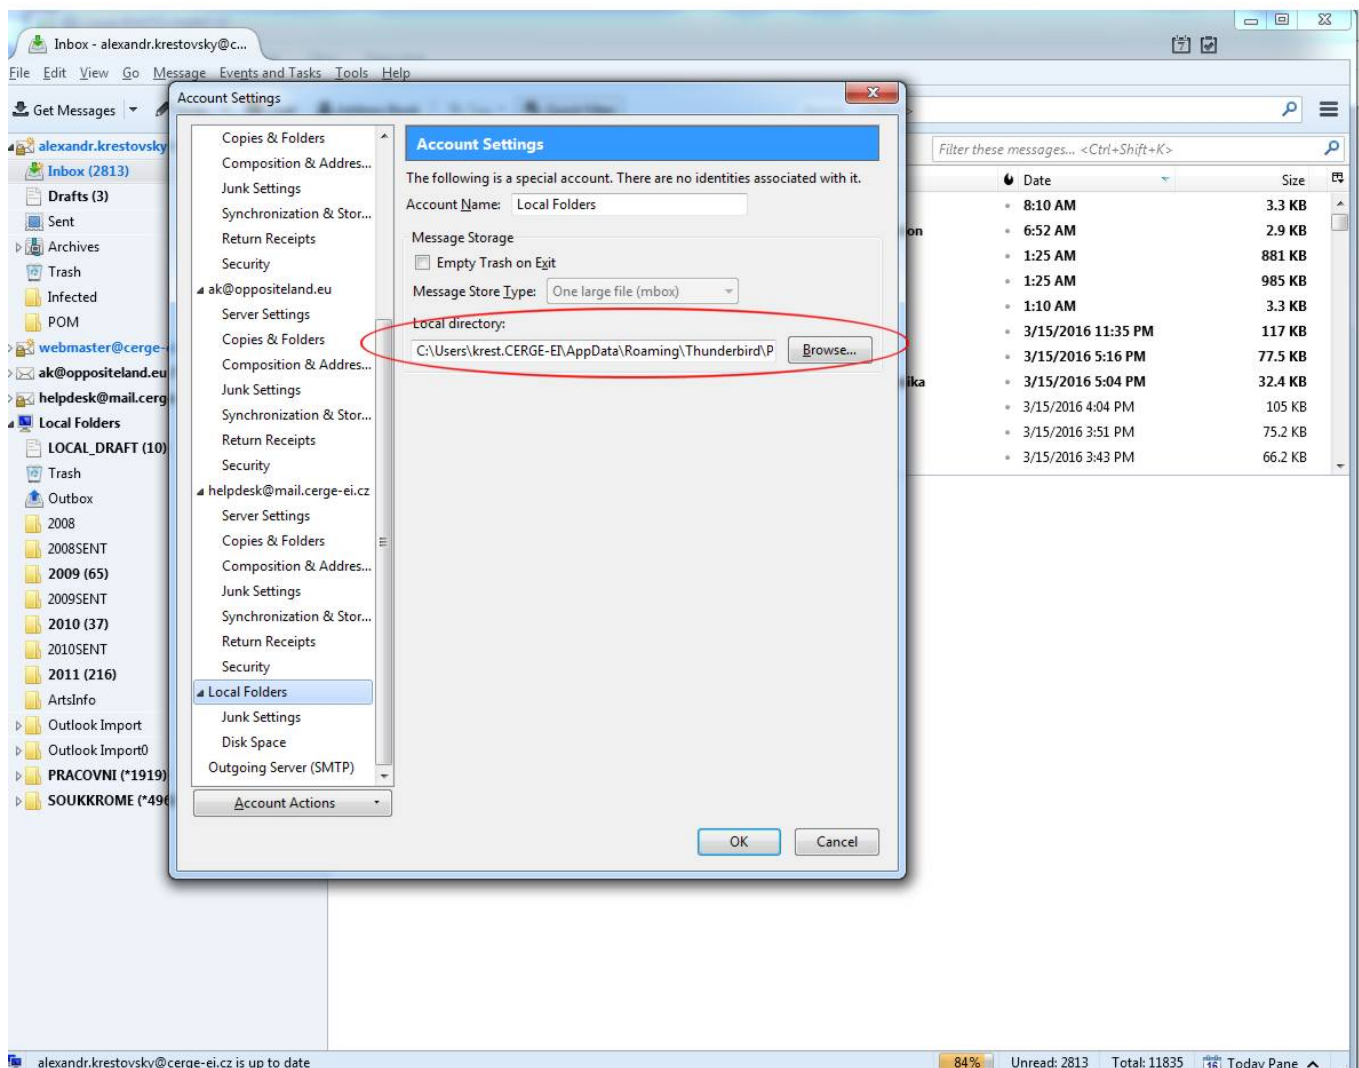 Inbox - alexandr.krestovsky@c...
7
File Edit View Go Message Events and Tasks Tools Help
Get Messages
Account Settings
alexandr.krestovsky
Inbox (2813)
Drafts (3)
Sent
Archives
Trash
Infected
POM
webmaster@cerge-
ak@oppositeland.eu
helpdesk@mail.cerg
Local Folders
LOCAL_DRAFT (10)
Trash
Outbox
2008
2008SENT
2009 (65)
2009SENT
2010 (37)
2010SENT
2011 (216)
ArtsInfo
Outlook Import
Outlook Import0
PRACOVNI (*1919)
SOUKKROME (*496
Copies & Folders
Composition & Addres...
Junk Settings
Synchronization & Stor...
Return Receipts
Security
ak@oppositeland.eu
Server Settings
Copies & Folders
Composition & Addres...
Junk Settings
Synchronization & Stor...
Return Receipts
Security
helpdesk@mail.cerge-ei.cz
Server Settings
Copies & Folders
Composition & Addres...
Junk Settings
Synchronization & Stor...
Return Receipts
Security
Local Folders
Junk Settings
Disk Space
Outgoing Server (SMTP)
Account Actions
Account Settings
The following is a special account. There are no identities associated with it.
Account Name: Local Folders
Message Storage
Empty Trash on Exit
Message Store Type: One large file (mbox)
Local directory:
C:\Users\krest.CERGE-EI\AppData\Roaming\Thunderbird\P Browse...
OK Cancel
Filter these messages... <Ctrl+Shift+K>
Date Size
8:10 AM 3.3 KB
on 6:52 AM 2.9 KB
1:25 AM 881 KB
1:25 AM 985 KB
1:10 AM 3.3 KB
3/15/2016 11:35 PM 117 KB
3/15/2016 5:16 PM 77.5 KB
ika 3/15/2016 5:04 PM 32.4 KB
3/15/2016 4:04 PM 105 KB
3/15/2016 3:51 PM 75.2 KB
3/15/2016 3:43 PM 66.2 KB
alexandr.krestovsky@cerge-ei.cz is up to date 84% Unread: 2813 Total: 11835 16 Today Pane